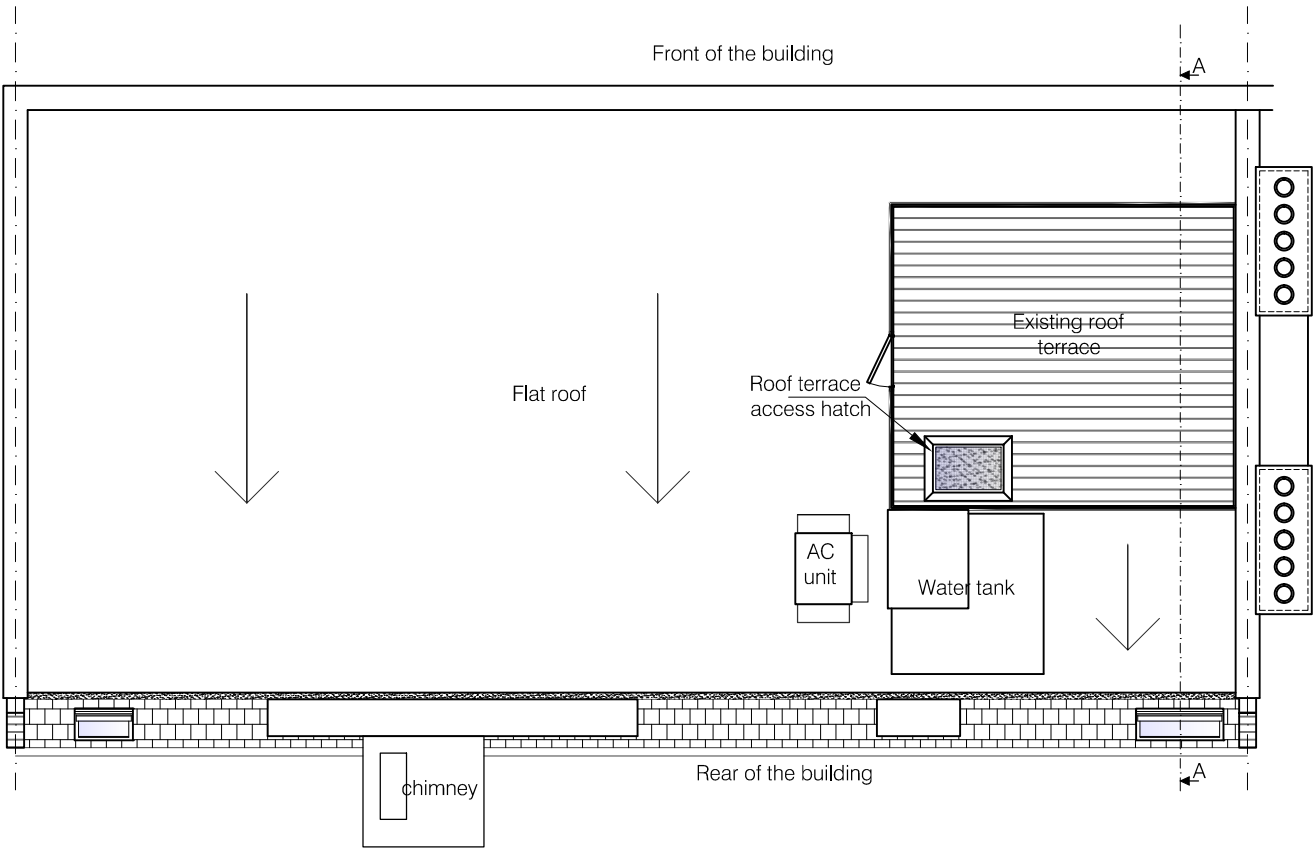 Front of the building
A
Existing roof
terrace
Roof terrace
access hatch
Flat roof
AC
unit
Water tank
A
Rear of the building
chimney